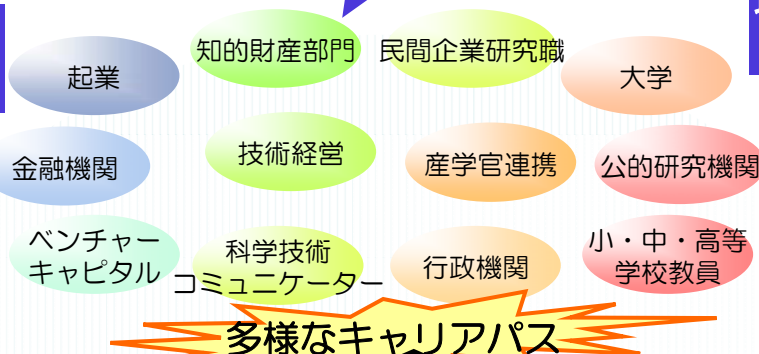 起業
知的財産部門
民間企業研究職
大学
金融機関
技術経営
産学官連携
公的研究機関
ベンチャー
キャピタル
科学技術
コミュニケーター
行政機関
小・中・高等
学校教員
多様なキャリアパス